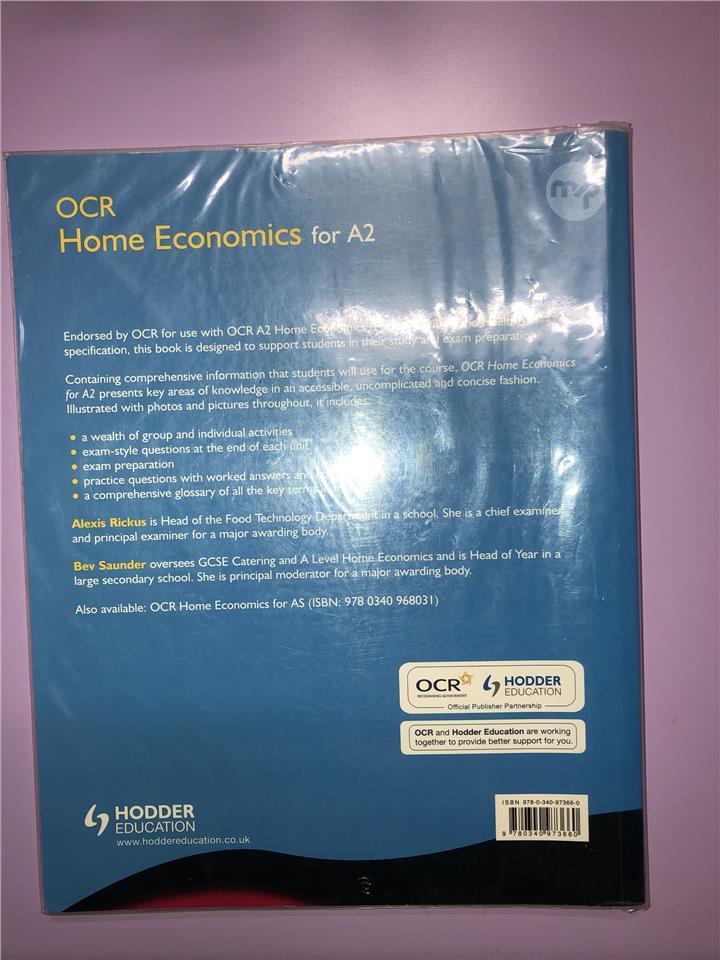 mp
OCR
Home Economics for A2
Endorsed by OCR for use with OCR A2 Home Economics
specification, this book is designed to support students in their study and exam preparation.
Containing comprehensive information that students will use for the course, OCR Home Economics
for A2 presents key areas of knowledge in an accessible, uncomplicated and concise fashion.
Illustrated with photos and pictures throughout, it includes:
• a wealth of group and individual activities
• exam-style questions at the end of each unit
• exam preparation
• practice questions with worked answers and
• a comprehensive glossary of all the key terms
Alexis Rickus is Head of the Food Technology Department in a school. She is a chief examiner
and principal examiner for a major awarding body.
Bev Saunder oversees GCSE Catering and A Level Home Economics and is Head of Year in a
large secondary school. She is principal moderator for a major awarding body.
Also available: OCR Home Economics for AS (ISBN: 978 0340 968031)
OCR
RECOGNISING ACHIEVEMENT
HODDER
EDUCATION
Official Publisher Partnership
OCR and Hodder Education are working
together to provide better support for you.
ISBN 978-0-340-97366-0
9 780340 973660
HODDER
EDUCATION
www.hoddereducation.co.uk